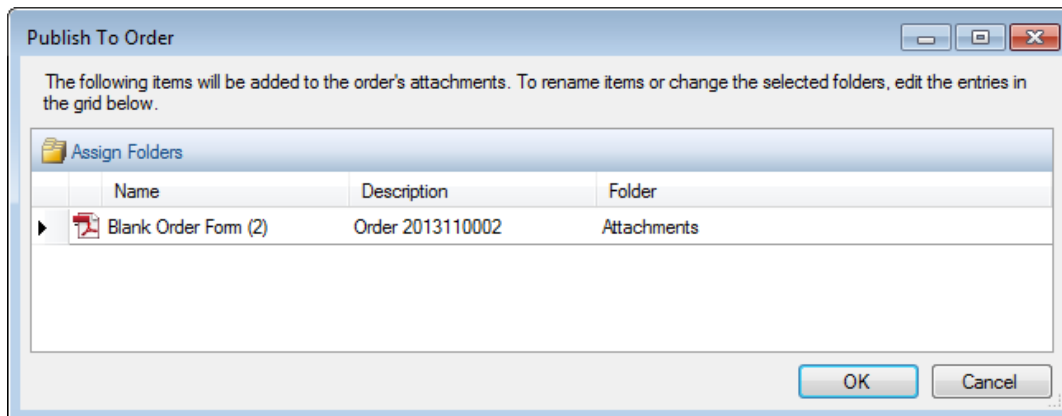 Publish To Order
The following items will be added to the order's attachments. To rename items or change the selected folders, edit the entries in
the grid below.
Assign Folders
Name Description Folder
Blank Order Form (2) Order 2013110002 Attachments
OK Cancel